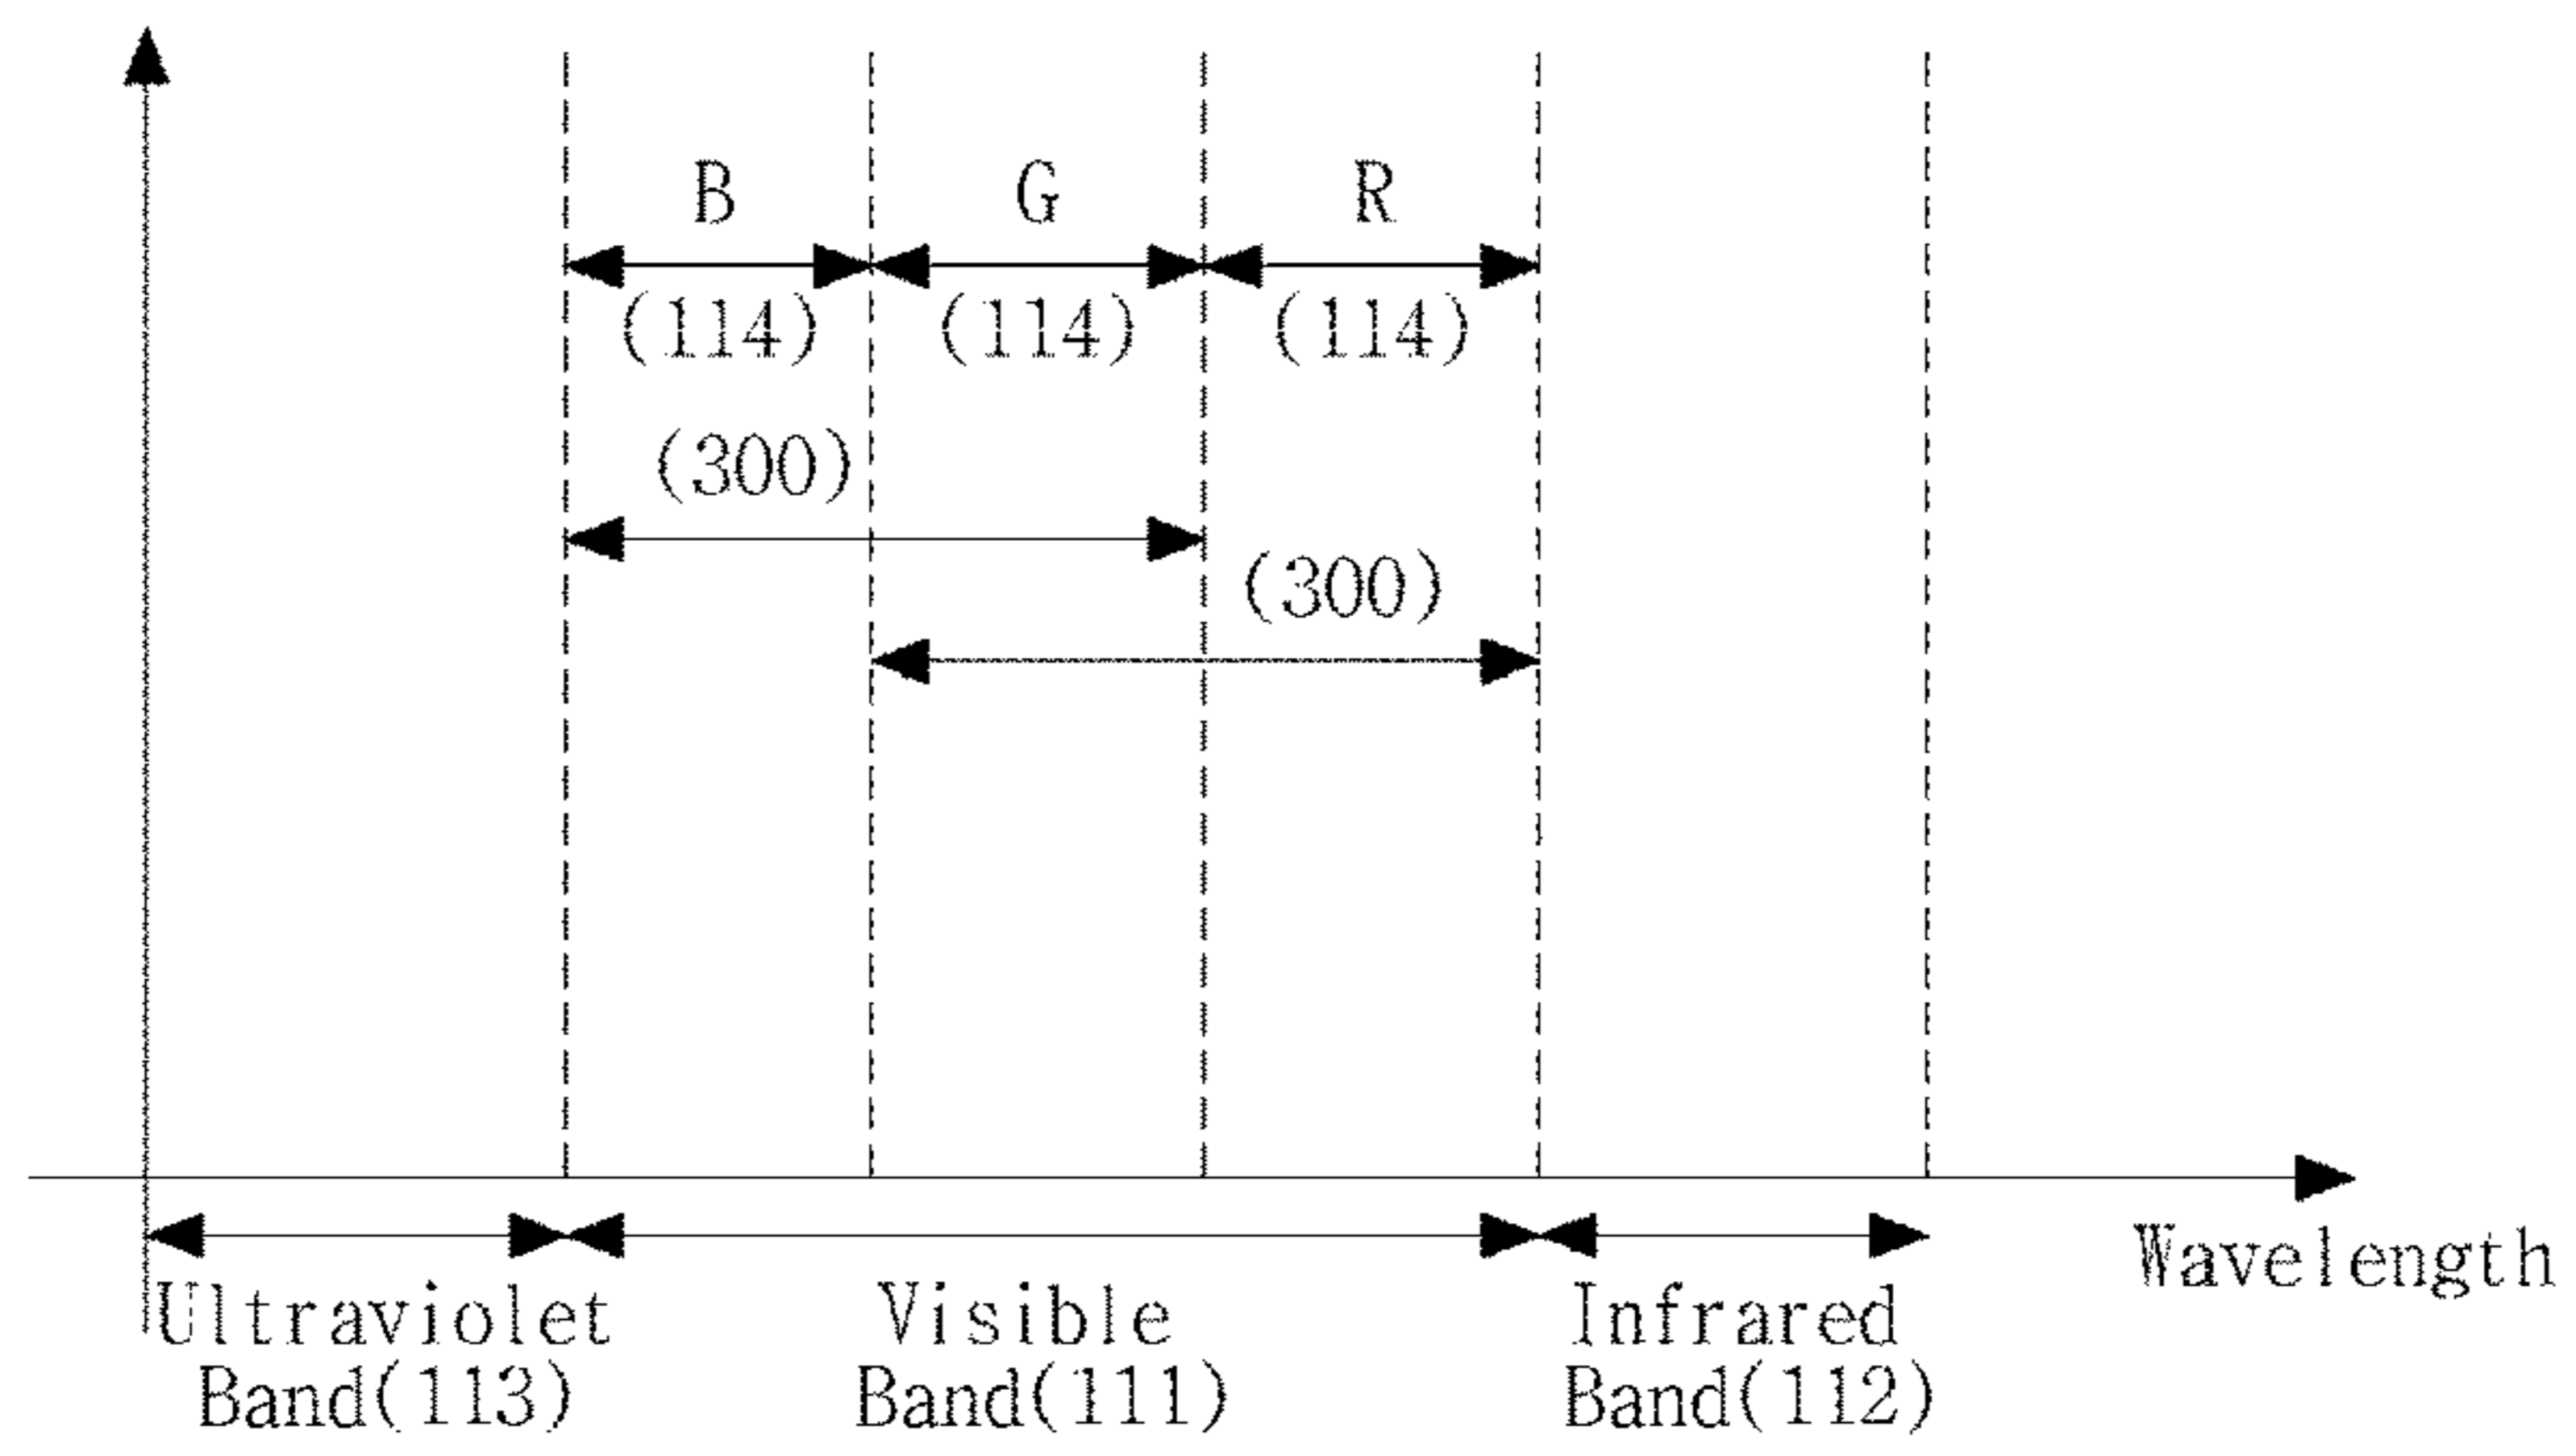 B G R
(114) (114) (114)
(300)
(300)
Wavelength
Ultraviolet Visible Infrared
Band(113) Band(111) Band(112)